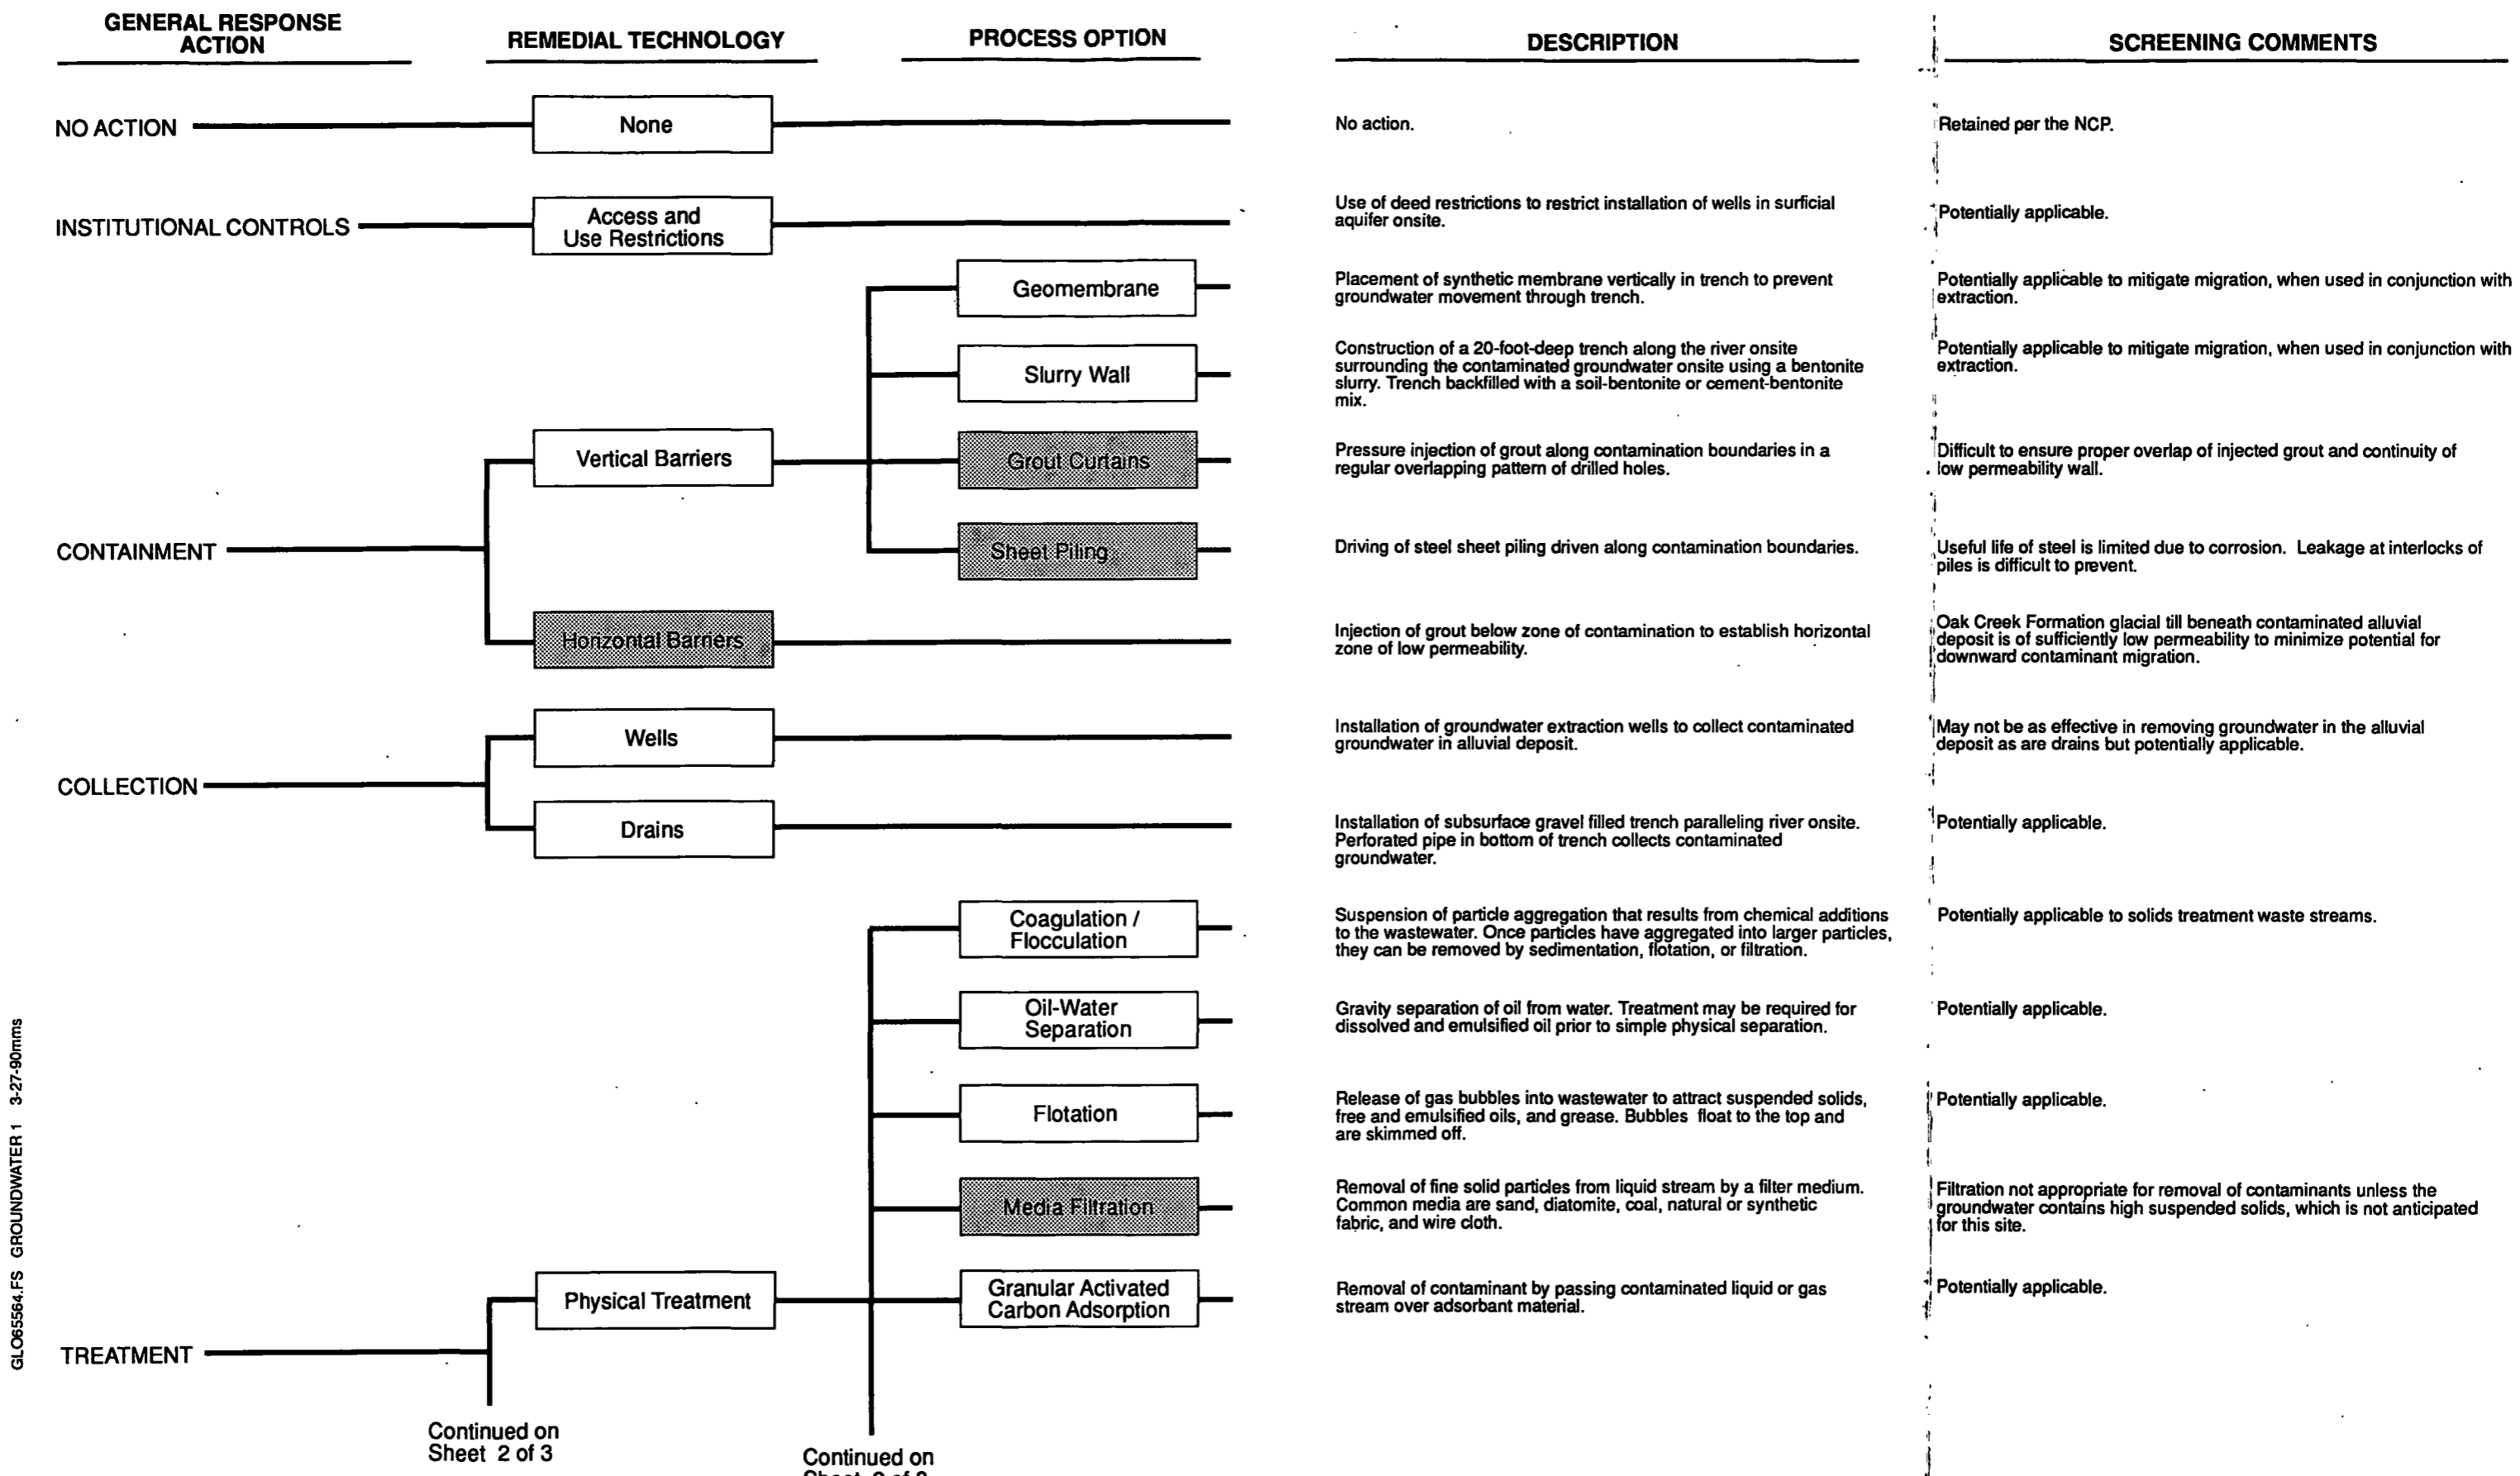 GENERAL RESPONSE
ACTION
REMEDIAL TECHNOLOGY
PROCESS OPTION
DESCRIPTION
SCREENING COMMENTS
NO ACTION
None
No action.
Retained per the NCP.
INSTITUTIONAL CONTROLS
Access and
Use Restrictions
Use of deed restrictions to restrict installation of wells in surficial
aquifer onsite.
Potentially applicable.
Geomembrane
Placement of synthetic membrane vertically in trench to prevent
groundwater movement through trench.
Potentially applicable to mitigate migration, when used in conjunction with
extraction.
Slurry Wall
Construction of a 20-foot-deep trench along the river onsite
surrounding the contaminated groundwater onsite using a bentonite
slurry. Trench backfilled with a soil-bentonite or cement-bentonite
mix.
Potentially applicable to mitigate migration, when used in conjunction with
extraction.
Vertical Barriers
Grout Curtains
Pressure injection of grout along contamination boundaries in a
regular overlapping pattern of drilled holes.
Difficult to ensure proper overlap of injected grout and continuity of
low permeability wall.
CONTAINMENT
Sheet Piling
Driving of steel sheet piling driven along contamination boundaries.
Useful life of steel is limited due to corrosion. Leakage at interlocks of
piles is difficult to prevent.
Horizontal Barriers
Injection of grout below zone of contamination to establish horizontal
zone of low permeability.
Oak Creek Formation glacial till beneath contaminated alluvial
deposit is of sufficiently low permeability to minimize potential for
downward contaminant migration.
Wells
Installation of groundwater extraction wells to collect contaminated
groundwater in alluvial deposit.
May not be as effective in removing groundwater in the alluvial
deposit as are drains but potentially applicable.
COLLECTION
Drains
Installation of subsurface gravel filled trench paralleling river onsite.
Perforated pipe in bottom of trench collects contaminated
groundwater.
Potentially applicable.
Coagulation /
Flocculation
Suspension of particle aggregation that results from chemical additions
to the wastewater. Once particles have aggregated into larger particles,
they can be removed by sedimentation, flotation, or filtration.
Potentially applicable to solids treatment waste streams.
Oil-Water
Separation
Gravity separation of oil from water. Treatment may be required for
dissolved and emulsified oil prior to simple physical separation.
Potentially applicable.
Flotation
Release of gas bubbles into wastewater to attract suspended solids,
free and emulsified oils, and grease. Bubbles float to the top and
are skimmed off.
Potentially applicable.
Media Filtration
Removal of fine solid particles from liquid stream by a filter medium.
Common media are sand, diatomite, coal, natural or synthetic
fabric, and wire cloth.
Filtration not appropriate for removal of contaminants unless the
groundwater contains high suspended solids, which is not anticipated
for this site.
Physical Treatment
Granular Activated
Carbon Adsorption
Removal of contaminant by passing contaminated liquid or gas
stream over adsorbant material.
Potentially applicable.
TREATMENT
Continued on
Sheet 2 of 3
Continued on
GLO65564.FS GROUNDWATER 1 3-27-90mms